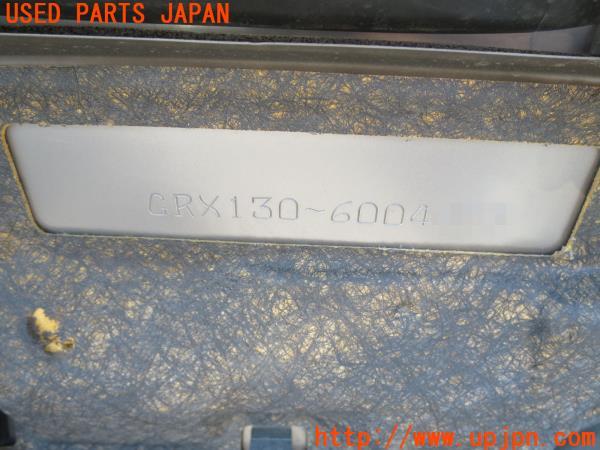 USED PARTS JAPAN
GRX130-6004
http://www.upjpn.com